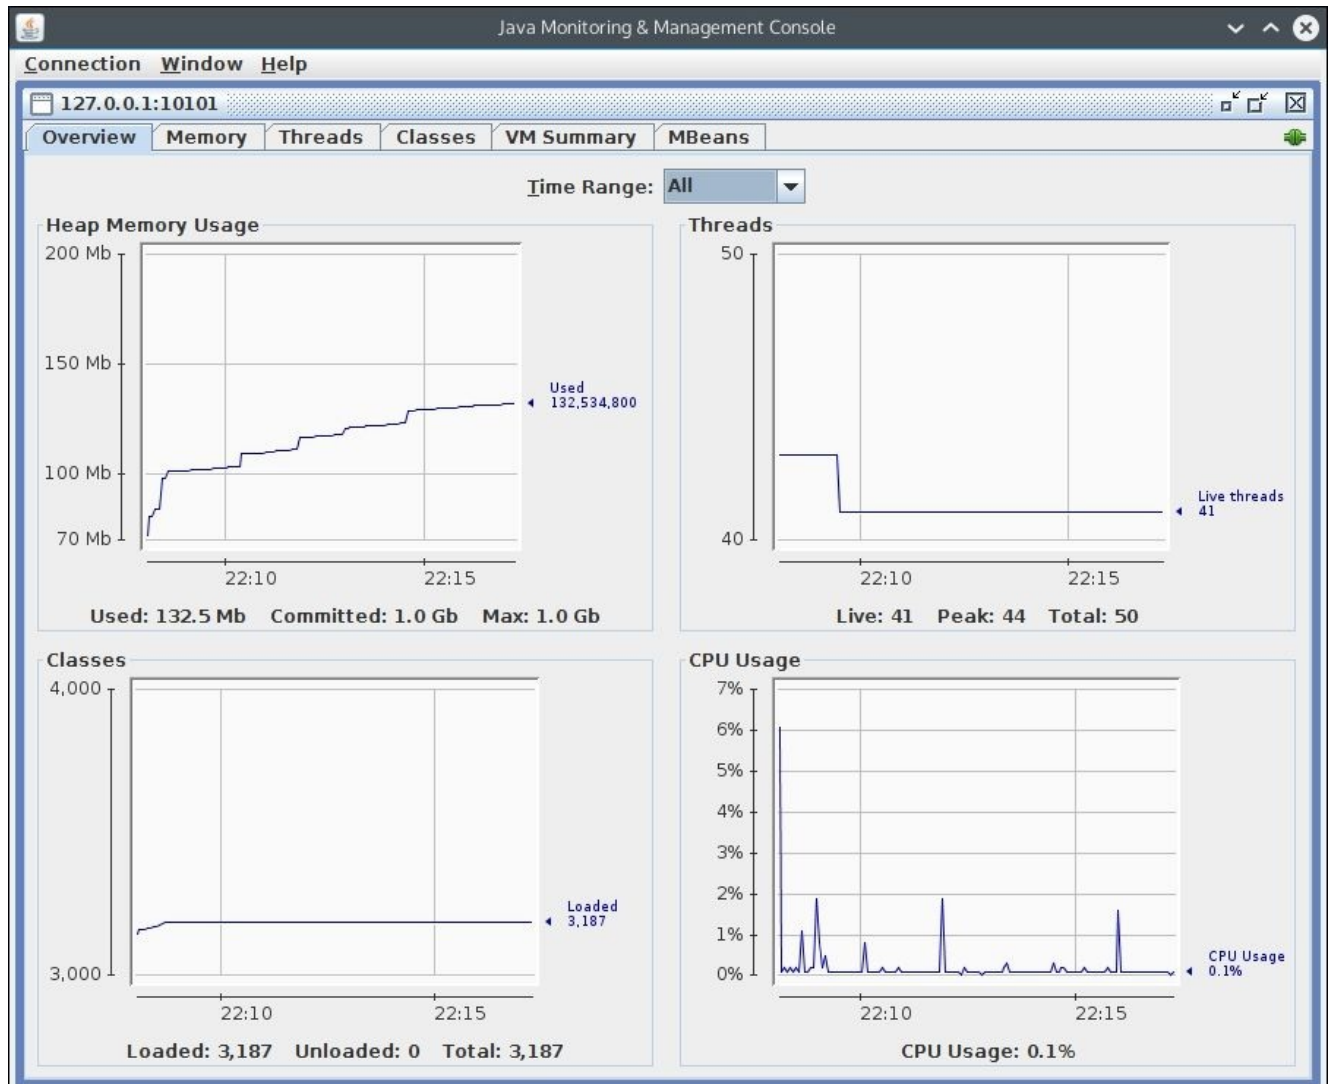 Java Monitoring & Management Console
Connection Window Help
127.0.0.1:10101
Overview Memory Threads Classes VM Summary MBeans
Time Range: All
Heap Memory Usage
200 Mb
150 Mb
100 Mb
70 Mb
Used
132,534,800
22:10 22:15
Used: 132.5 Mb Committed: 1.0 Gb Max: 1.0 Gb
Threads
50
40
Live threads
41
22:10 22:15
Live: 41 Peak: 44 Total: 50
Classes
4,000
3,000
Loaded
3,187
22:10 22:15
Loaded: 3,187 Unloaded: 0 Total: 3,187
CPU Usage
7%
6%
5%
4%
3%
2%
1%
0%
CPU Usage
0.1%
22:10 22:15
CPU Usage: 0.1%